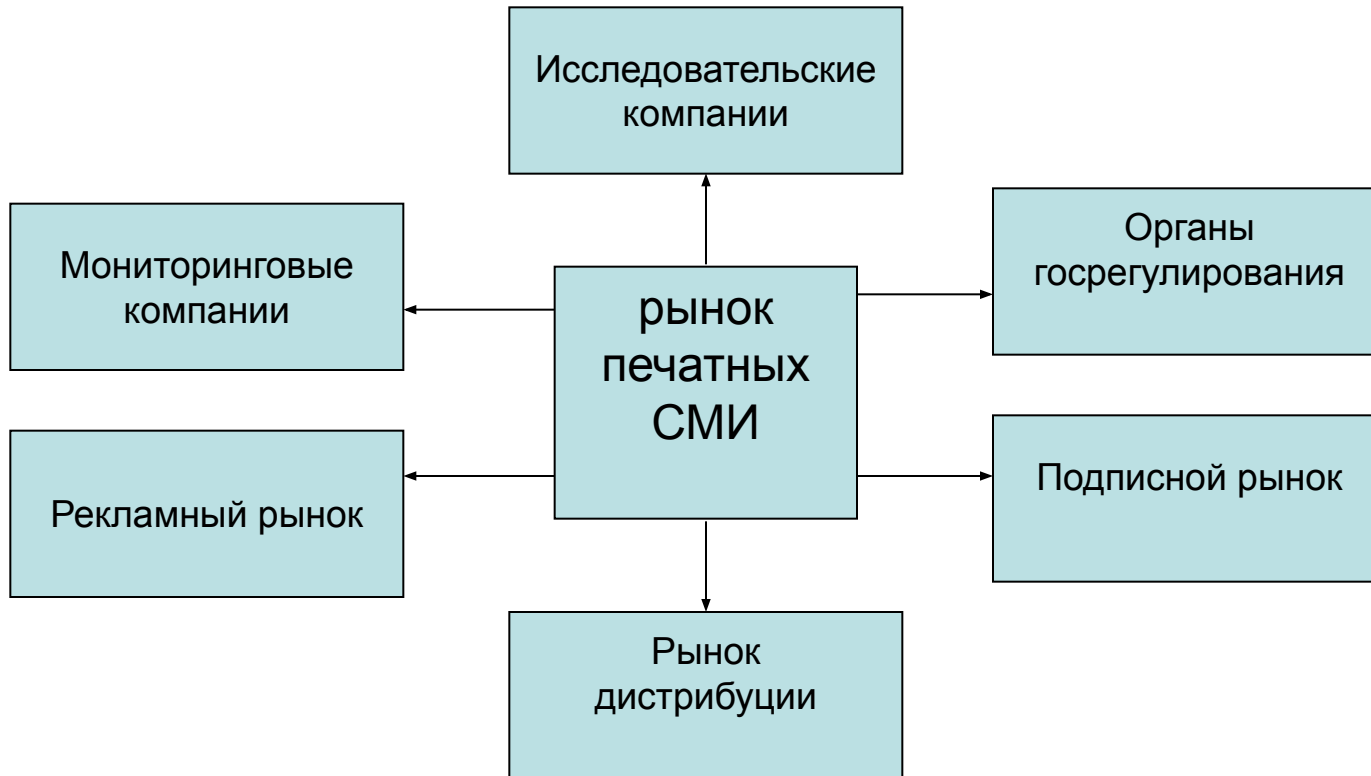 Исследовательские
компании
Мониторинговые
компании
Органы
госрегулирования
рынок
печатных
СМИ
Рекламный рынок
Подписной рынок
Рынок
дистрибуции